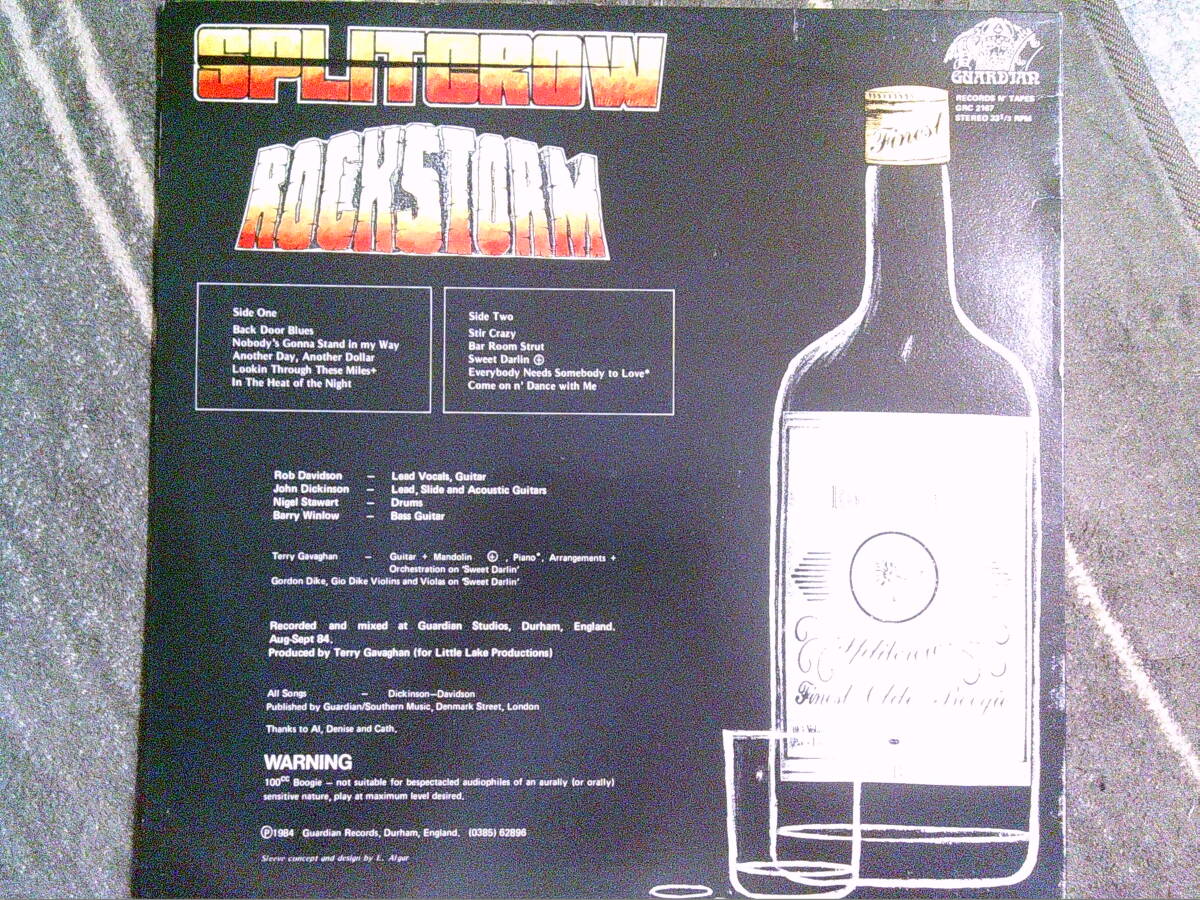 SPLITCROW
ROCKSTORM
GUARDIAN
RECORDS N' TAPES
GRC 2167
STEREO 33⅓ RPM
Finest
Side One
Back Door Blues
Nobody's Gonna Stand in my Way
Another Day, Another Dollar
Lookin Through These Miles+
In The Heat of the Night
Side Two
Stir Crazy
Bar Room Strut
Sweet Darlin ⊕
Everybody Needs Somebody to Love*
Come on n' Dance with Me
Rob Davidson – Lead Vocals, Guitar
John Dickinson – Lead, Slide and Acoustic Guitars
Nigel Stewart – Drums
Barry Winlow – Bass Guitar
Terry Gavaghan – Guitar + Mandolin ⊕ , Piano*, Arrangements +
Orchestration on 'Sweet Darlin'
Gordon Dike, Gio Dike Violins and Violas on 'Sweet Darlin'
Recorded and mixed at Guardian Studios, Durham, England.
Aug-Sept 84.
Produced by Terry Gavaghan (for Little Lake Productions)
All Songs – Dickinson–Davidson
Published by Guardian/Southern Music, Denmark Street, London
Thanks to Al, Denise and Cath.
WARNING
100cc Boogie – not suitable for bespectacled audiophiles of an aurally (or orally)
sensitive nature, play at maximum level desired.
Ⓟ1984 Guardian Records, Durham, England. (0385) 62896
Sleeve concept and design by E. Algar
Splitcrow
Finest Olde Boogie